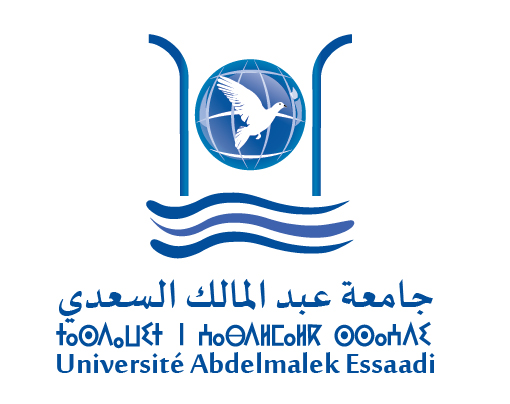 جامعة عبد المالك السعدي
ⵜⴰⵙⴷⴰⵡⵉⵜ ⵏ ⵄⴰⴱⴷⵍⵎⴰⵍⴽ ⵙⵙⴰⵄⴷⵉ
Université Abdelmalek Essaadi